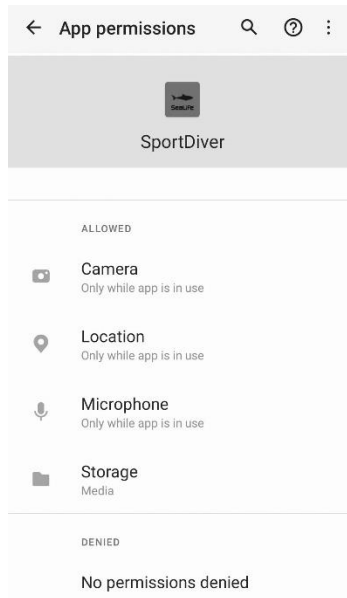 App permissions
SeaLife
SportDiver
ALLOWED
Camera
Only while app is in use
Location
Only while app is in use
Microphone
Only while app is in use
Storage
Media
DENIED
No permissions denied